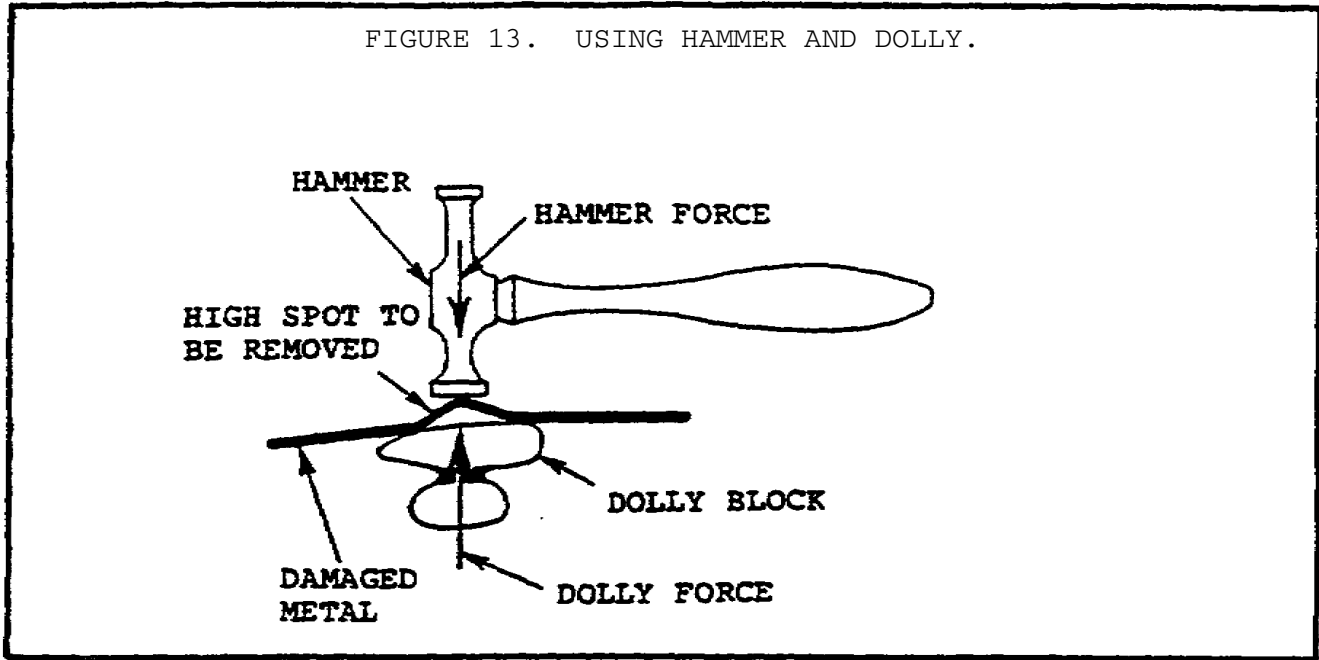 FIGURE 13. USING HAMMER AND DOLLY.
HAMMER
HAMMER FORCE
HIGH SPOT TO
BE REMOVED
DOLLY BLOCK
DAMAGED
METAL
DOLLY FORCE